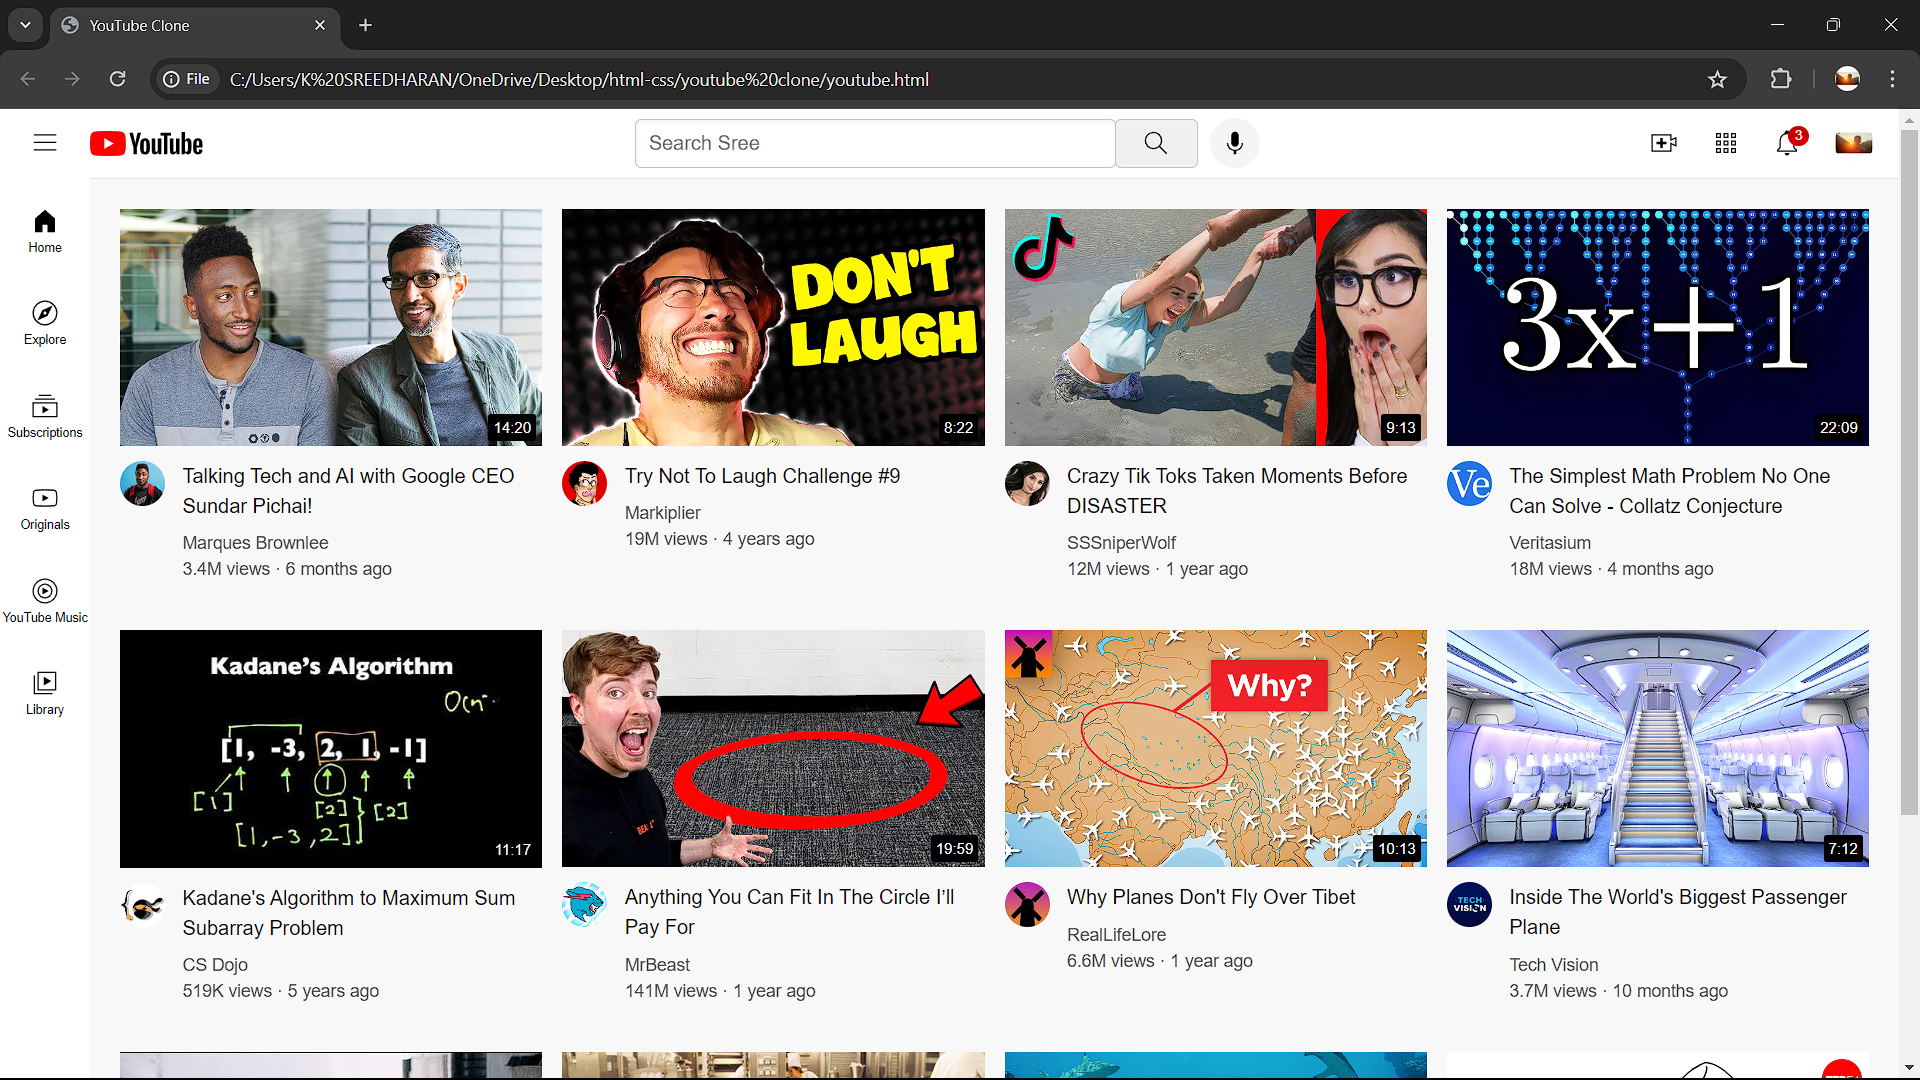 YouTube Clone
File
C:/Users/K%20SREEDHARAN/OneDrive/Desktop/html-css/youtube%20clone/youtube.html
YouTube
Search Sree
3
Home
Explore
Subscriptions
Originals
YouTube Music
Library
14:20
Talking Tech and AI with Google CEO
Sundar Pichai!
Marques Brownlee
3.4M views · 6 months ago
DON'T
LAUGH
8:22
Try Not To Laugh Challenge #9
Markiplier
19M views · 4 years ago
9:13
Crazy Tik Toks Taken Moments Before
DISASTER
SSSniperWolf
12M views · 1 year ago
3x+1
22:09
Ve
The Simplest Math Problem No One
Can Solve - Collatz Conjecture
Veritasium
18M views · 4 months ago
Kadane's Algorithm
[1, -3, 2, 1, -1]
[1]
[2]
[2]
[1,-3,2]
11:17
Kadane's Algorithm to Maximum Sum
Subarray Problem
CS Dojo
519K views · 5 years ago
19:59
Anything You Can Fit In The Circle I’ll
Pay For
MrBeast
141M views · 1 year ago
Why?
10:13
Why Planes Don't Fly Over Tibet
RealLifeLore
6.6M views · 1 year ago
7:12
TECH
VISION
Inside The World's Biggest Passenger
Plane
Tech Vision
3.7M views · 10 months ago